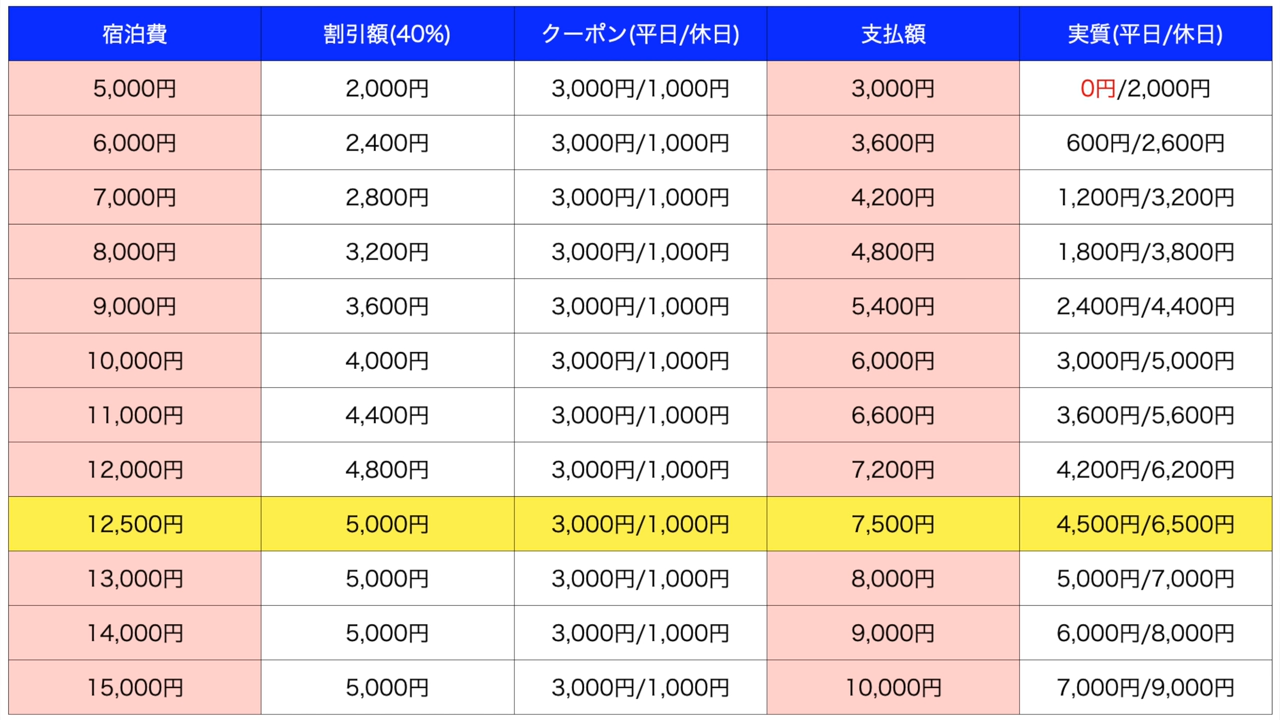 宿泊費 割引額(40%) クーポン(平日/休日) 支払額 実質(平日/休日)
5,000円 2,000円 3,000円/1,000円 3,000円 0円/2,000円
6,000円 2,400円 3,000円/1,000円 3,600円 600円/2,600円
7,000円 2,800円 3,000円/1,000円 4,200円 1,200円/3,200円
8,000円 3,200円 3,000円/1,000円 4,800円 1,800円/3,800円
9,000円 3,600円 3,000円/1,000円 5,400円 2,400円/4,400円
10,000円 4,000円 3,000円/1,000円 6,000円 3,000円/5,000円
11,000円 4,400円 3,000円/1,000円 6,600円 3,600円/5,600円
12,000円 4,800円 3,000円/1,000円 7,200円 4,200円/6,200円
12,500円 5,000円 3,000円/1,000円 7,500円 4,500円/6,500円
13,000円 5,000円 3,000円/1,000円 8,000円 5,000円/7,000円
14,000円 5,000円 3,000円/1,000円 9,000円 6,000円/8,000円
15,000円 5,000円 3,000円/1,000円 10,000円 7,000円/9,000円